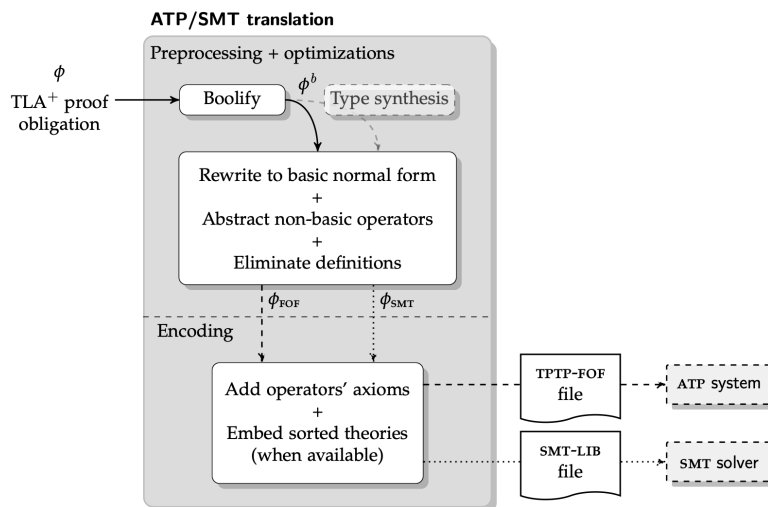 ATP/SMT translation
Preprocessing + optimizations
ϕ
TLA⁺ proof
obligation
Boolify
ϕᵇ
Type synthesis
Rewrite to basic normal form
+
Abstract non-basic operators
+
Eliminate definitions
ϕFOF
ϕSMT
Encoding
Add operators’ axioms
+
Embed sorted theories
(when available)
TPTP-FOF
file
ATP system
SMT-LIB
file
SMT solver